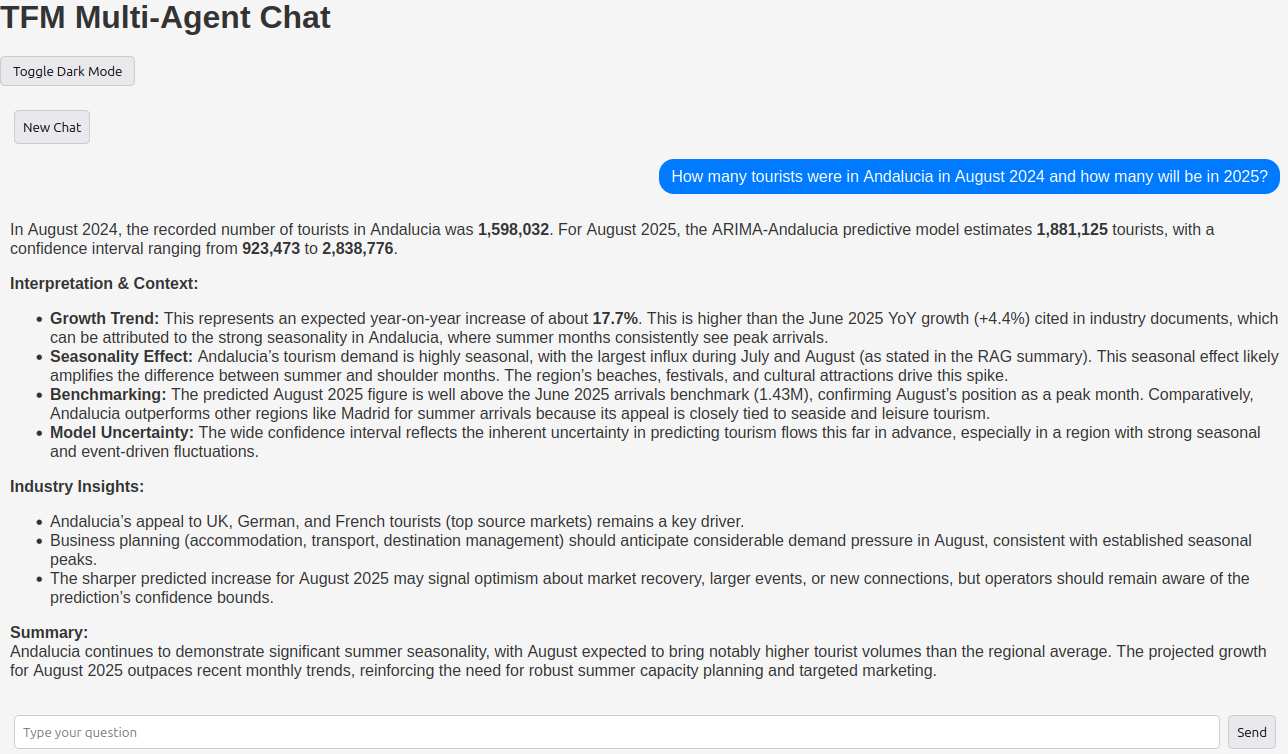 TFM Multi-Agent Chat
Toggle Dark Mode
New Chat
How many tourists were in Andalucia in August 2024 and how many will be in 2025?
In August 2024, the recorded number of tourists in Andalucia was 1,598,032. For August 2025, the ARIMA-Andalucia predictive model estimates 1,881,125 tourists, with a
confidence interval ranging from 923,473 to 2,838,776.
Interpretation & Context:
• Growth Trend: This represents an expected year-on-year increase of about 17.7%. This is higher than the June 2025 YoY growth (+4.4%) cited in industry documents, which
can be attributed to the strong seasonality in Andalucia, where summer months consistently see peak arrivals.
• Seasonality Effect: Andalucia’s tourism demand is highly seasonal, with the largest influx during July and August (as stated in the RAG summary). This seasonal effect likely
amplifies the difference between summer and shoulder months. The region’s beaches, festivals, and cultural attractions drive this spike.
• Benchmarking: The predicted August 2025 figure is well above the June 2025 arrivals benchmark (1.43M), confirming August’s position as a peak month. Comparatively,
Andalucia outperforms other regions like Madrid for summer arrivals because its appeal is closely tied to seaside and leisure tourism.
• Model Uncertainty: The wide confidence interval reflects the inherent uncertainty in predicting tourism flows this far in advance, especially in a region with strong seasonal
and event-driven fluctuations.
Industry Insights:
• Andalucia’s appeal to UK, German, and French tourists (top source markets) remains a key driver.
• Business planning (accommodation, transport, destination management) should anticipate considerable demand pressure in August, consistent with established seasonal
peaks.
• The sharper predicted increase for August 2025 may signal optimism about market recovery, larger events, or new connections, but operators should remain aware of the
prediction’s confidence bounds.
Summary:
Andalucia continues to demonstrate significant summer seasonality, with August expected to bring notably higher tourist volumes than the regional average. The projected growth
for August 2025 outpaces recent monthly trends, reinforcing the need for robust summer capacity planning and targeted marketing.
Type your question
Send